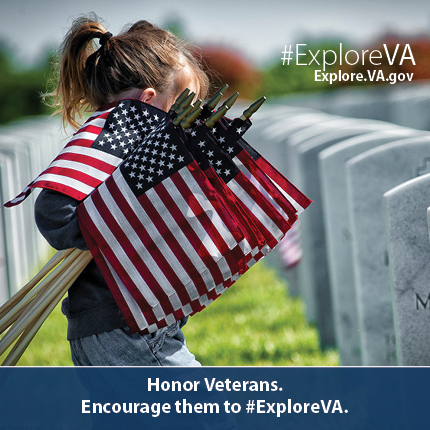 #ExploreVA
Explore.VA.gov
M
Honor Veterans.
Encourage them to #ExploreVA.